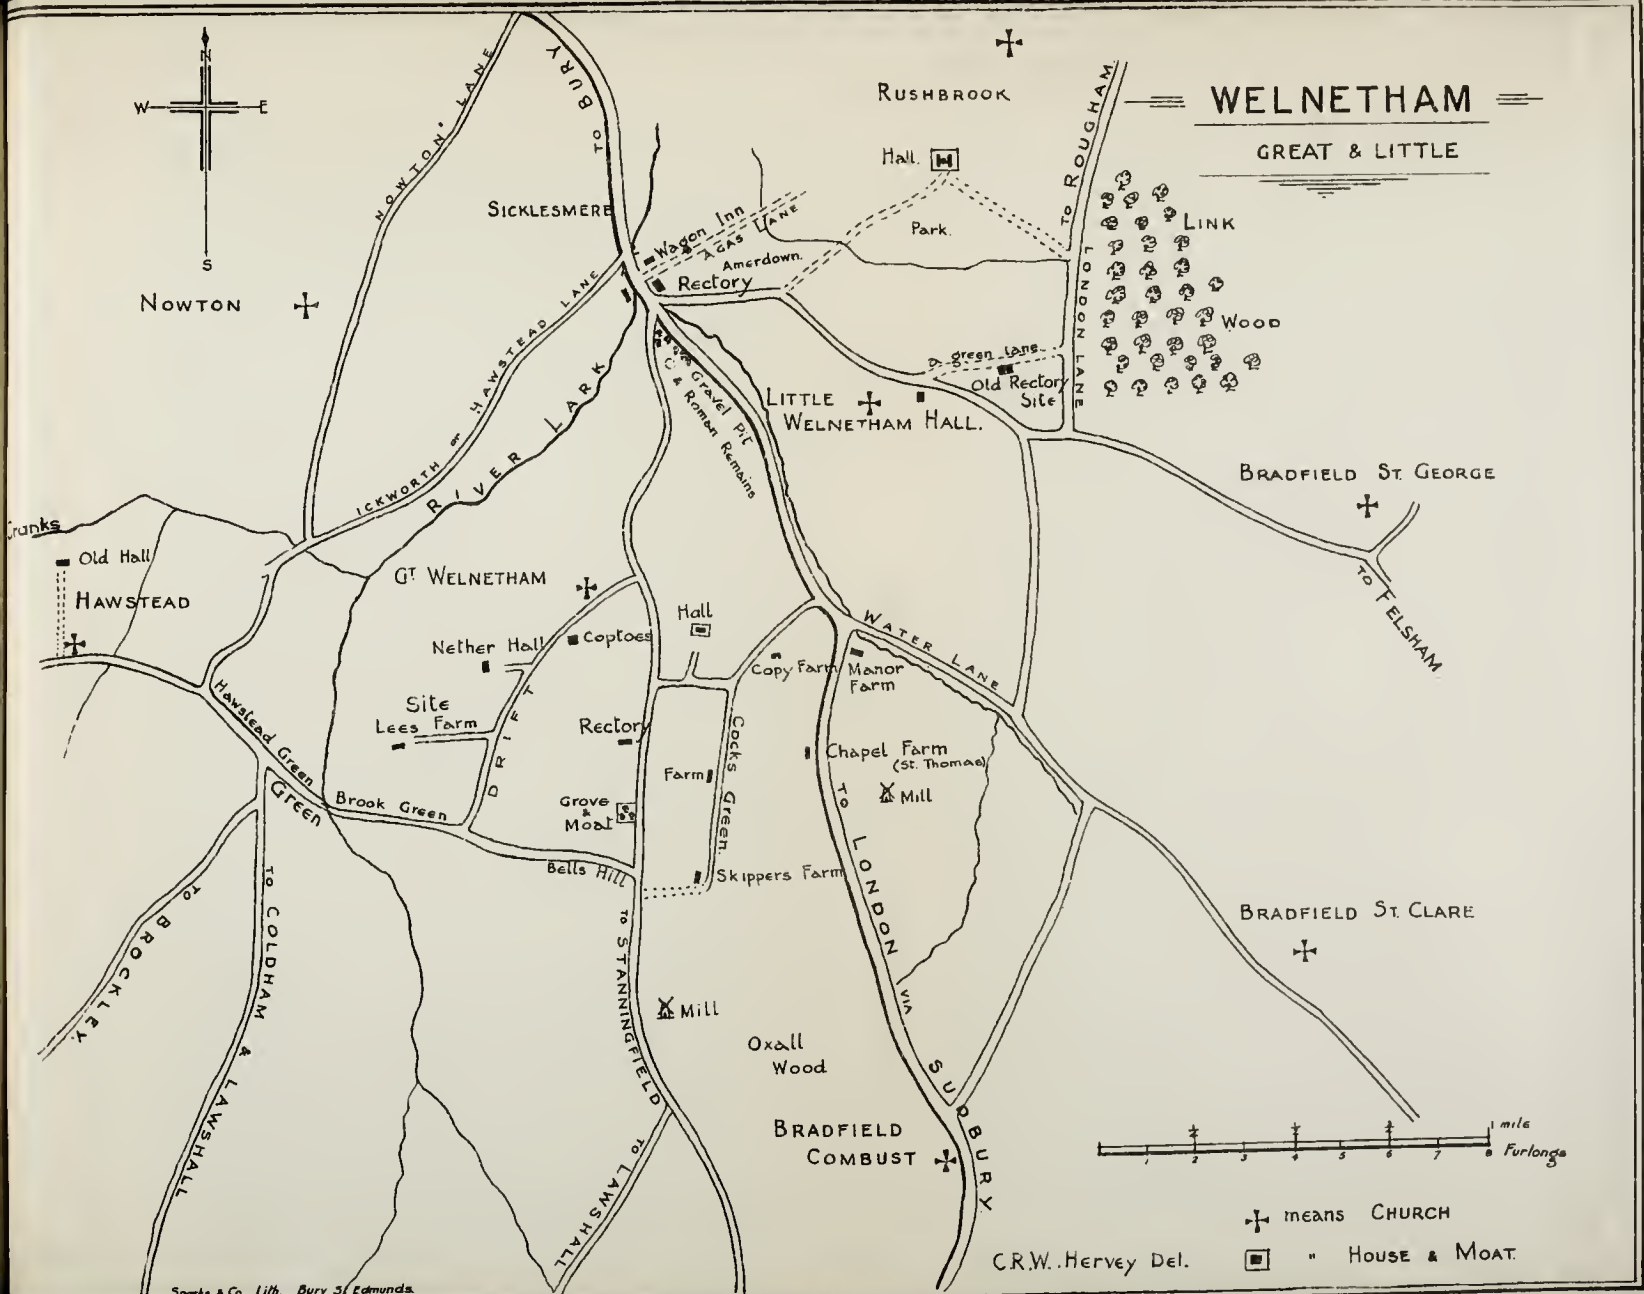 WELNETHAM
GREAT & LITTLE
N
W
E
S
NOWTON LANE
TO BURY
RUSHBROOK
Hall.
TO ROUGHAM
LINK
WOOD
LONDON LANE
SICKLESMERE
Wagon Inn
AGAS LANE
Amerdown.
Park.
Rectory
NOWTON
ICKWORTH or HAWSTEAD LANE
RIVER LARK
Gravel Pit
& Roman Remains
a green lane
Old Rectory
Site
LITTLE
WELNETHAM HALL.
BRADFIELD ST. GEORGE
TO FELSHAM
Cranks
Old Hall
HAWSTEAD
GT WELNETHAM
Hall
Nether Hall
Coptoes
WATER LANE
Copy Farm
Manor
Farm
Hawstead Green
Site
Lees Farm
DRIFT
Rectory
Cocks Green.
Chapel Farm
(St. Thomas)
Farm
Mill
Green
Brook Green
Grove
&
Moat
Bells Hill
Skippers Farm
TO LONDON
VIA
SUDBURY.
TO BROCKLEY.
TO COLDHAM & LAWSHALL
TO STANNINGFIELD
BRADFIELD ST. CLARE
Mill
Oxall
Wood
TO LAWSHALL
BRADFIELD
COMBUST
1 mile
1 2 3 4 5 6 7 8 Furlongs
means CHURCH
" HOUSE & MOAT.
C.R.W. Hervey Del.
Lith. Bury St Edmunds.